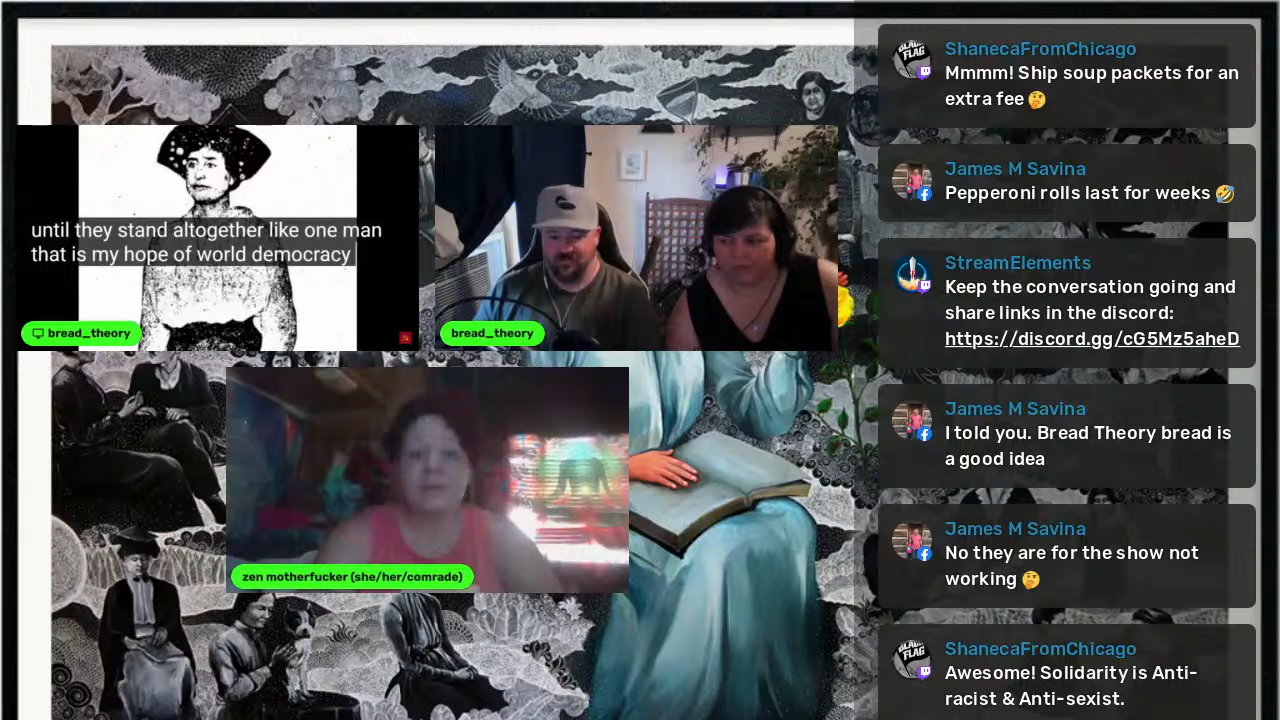 until they stand altogether like one man
that is my hope of world democracy
bread_theory
bread_theory
zen motherfucker (she/her/comrade)
ShanecaFromChicago
Mmmm! Ship soup packets for an
extra fee 🤔
James M Savina
Pepperoni rolls last for weeks 🤣
StreamElements
Keep the conversation going and
share links in the discord:
https://discord.gg/cG5Mz5aheD
James M Savina
I told you. Bread Theory bread is
a good idea
James M Savina
No they are for the show not
working 🤔
BLACK
FLAG
ShanecaFromChicago
Awesome! Solidarity is Anti-
racist & Anti-sexist.